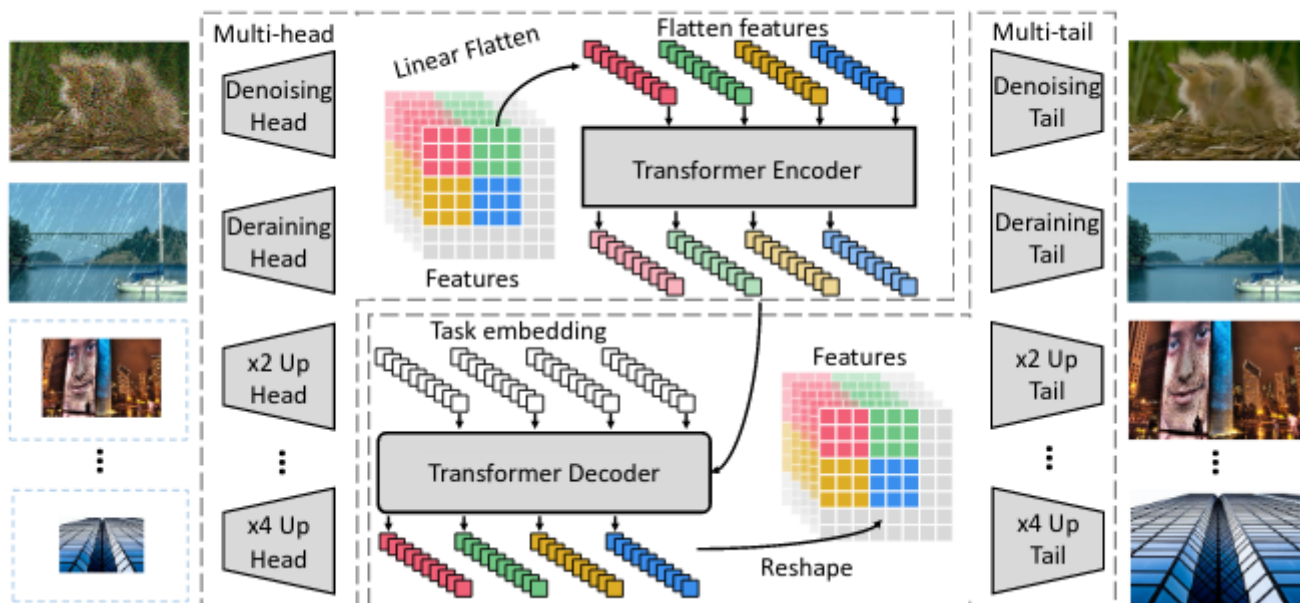 Multi-head
Denoising
Head
Deraining
Head
x2 Up
Head
x4 Up
Head
Linear Flatten
Features
Flatten features
Transformer Encoder
Task embedding
Transformer Decoder
Features
Reshape
Multi-tail
Denoising
Tail
Deraining
Tail
x2 Up
Tail
x4 Up
Tail